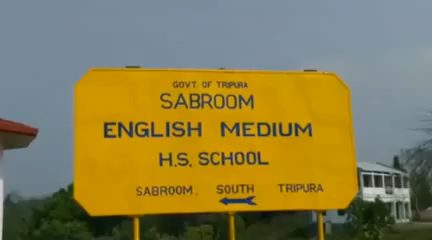 GOVT. OF TRIPURA
SABROOM
ENGLISH MEDIUM
H.S. SCHOOL
SABROOM. SOUTH TRIPURA